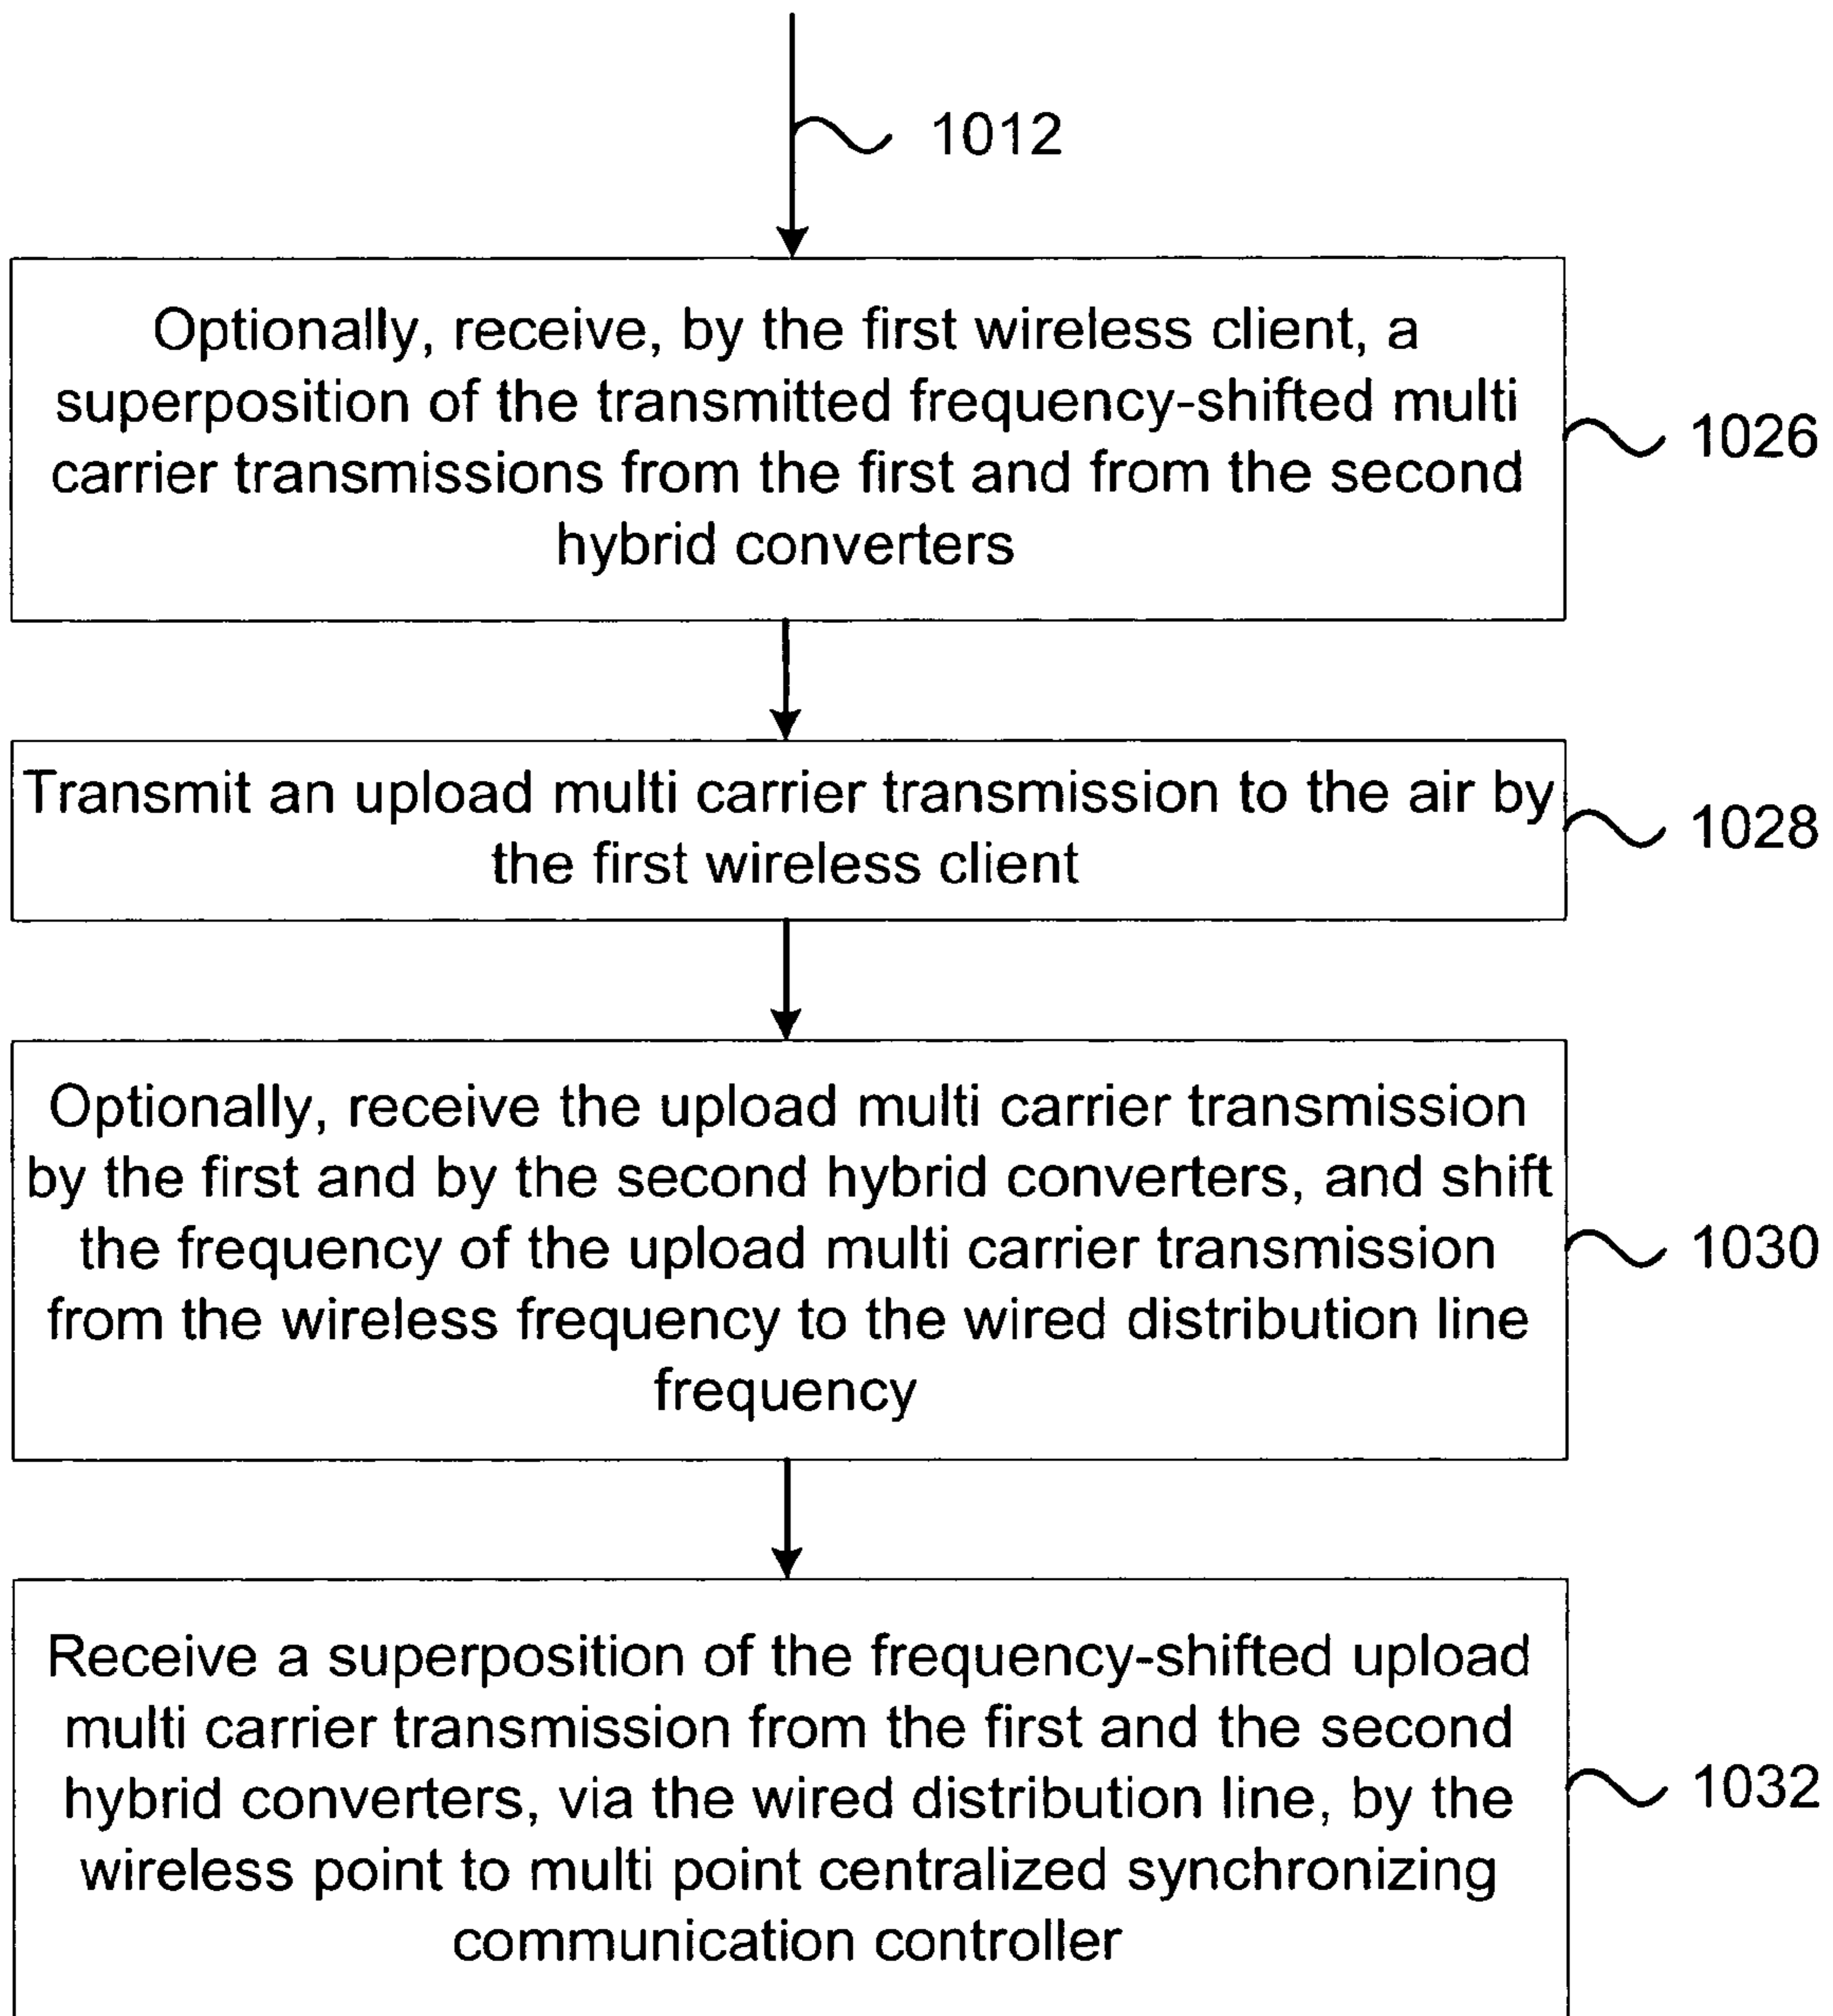 1012
Optionally, receive, by the first wireless client, a
superposition of the transmitted frequency-shifted multi
carrier transmissions from the first and from the second
hybrid converters
1026
Transmit an upload multi carrier transmission to the air by
the first wireless client
1028
Optionally, receive the upload multi carrier transmission
by the first and by the second hybrid converters, and shift
the frequency of the upload multi carrier transmission
from the wireless frequency to the wired distribution line
frequency
1030
Receive a superposition of the frequency-shifted upload
multi carrier transmission from the first and the second
hybrid converters, via the wired distribution line, by the
wireless point to multi point centralized synchronizing
communication controller
1032